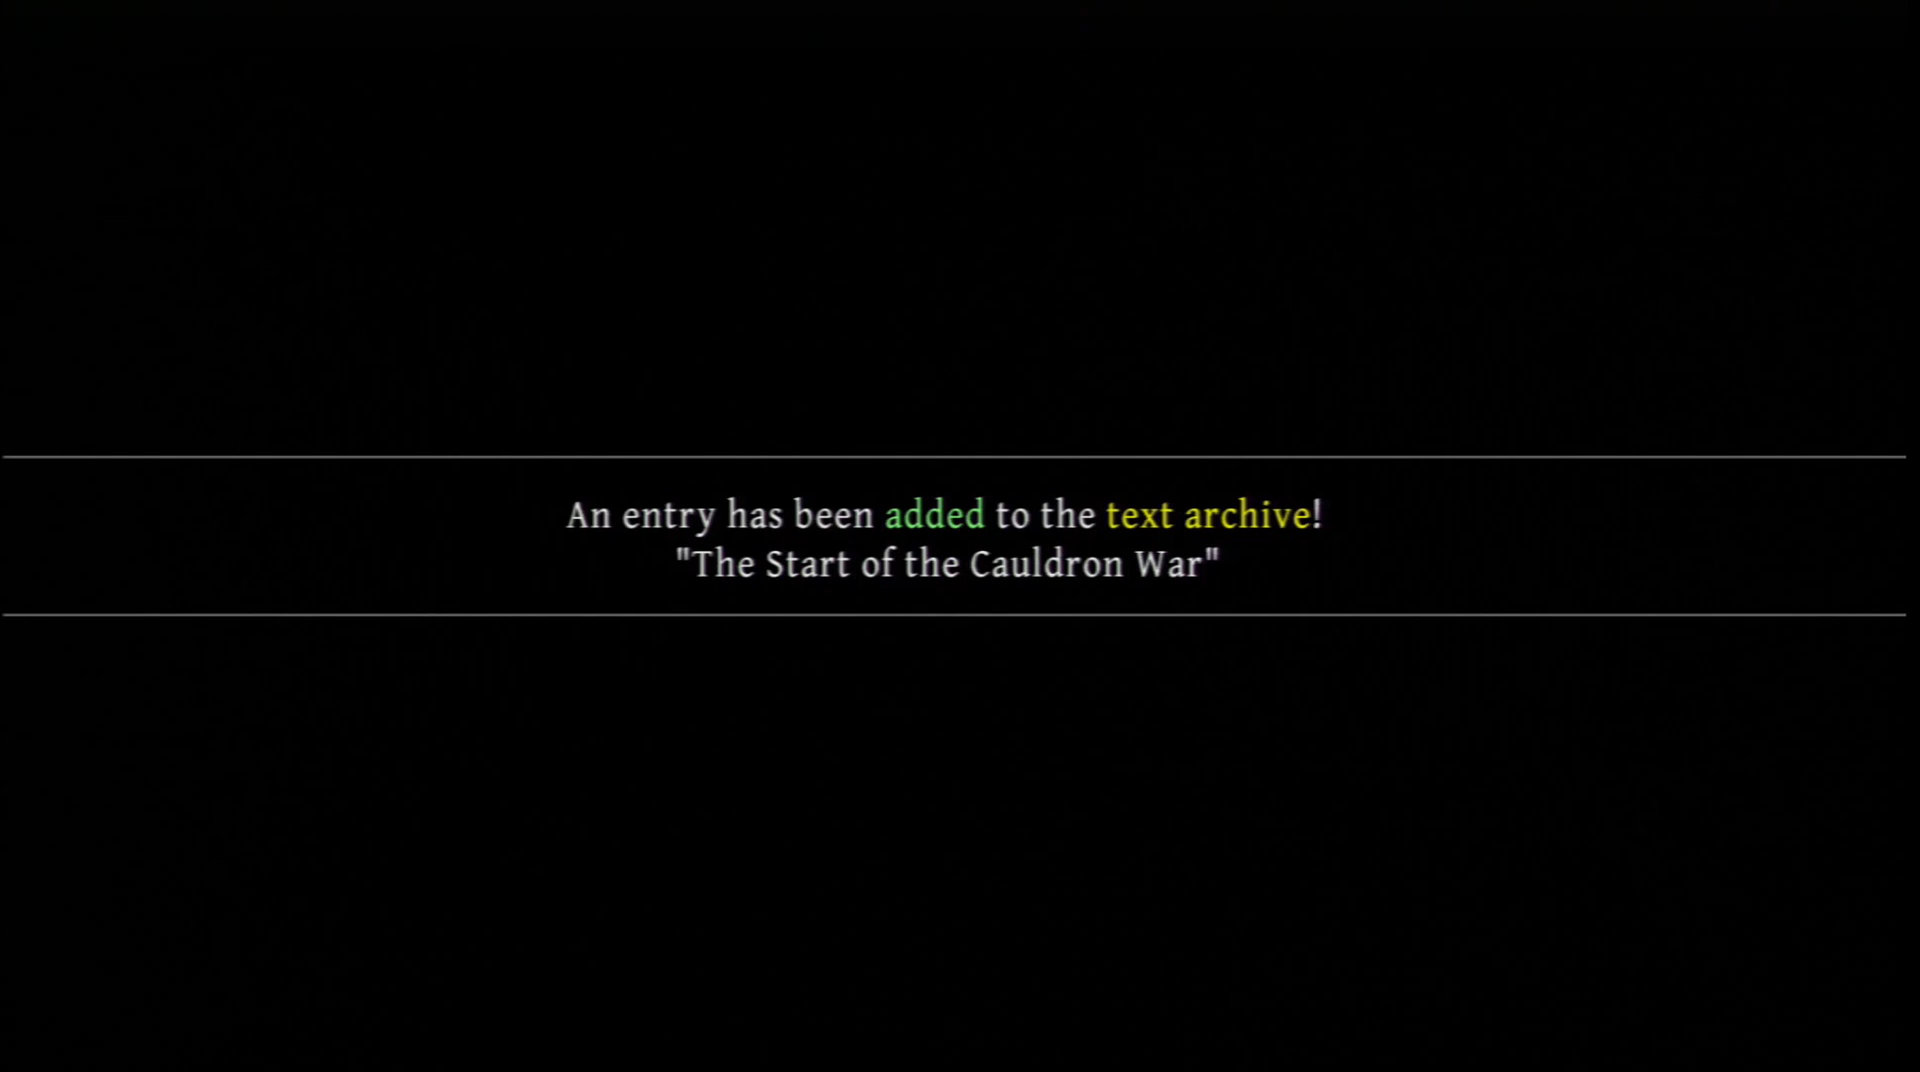 An entry has been added to the text archive!
"The Start of the Cauldron War"